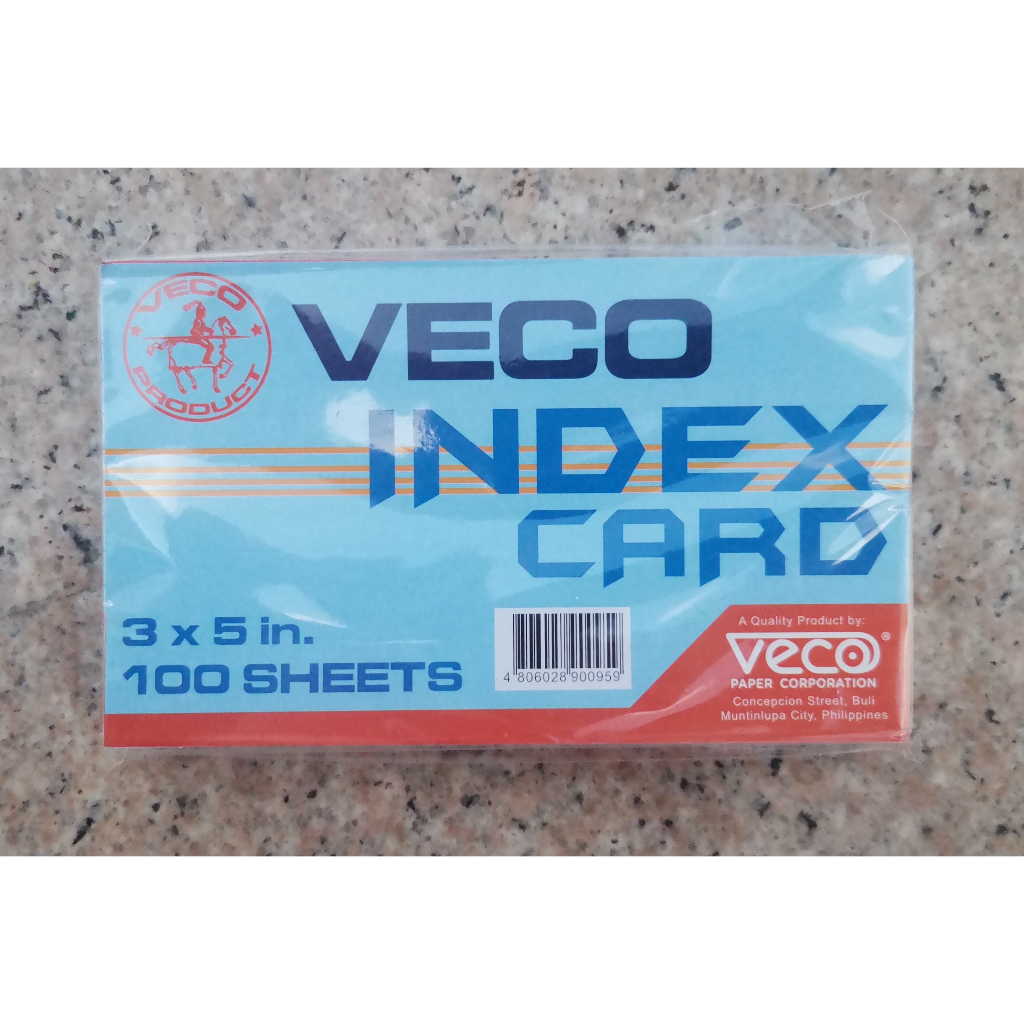 VECO
PRODUCT
VECO
INDEX
CARD
3 x 5 in.
100 SHEETS
4 806028 900959
A Quality Product by:
veco®
PAPER CORPORATION
Concepcion Street, Buli
Muntinlupa City, Philippines